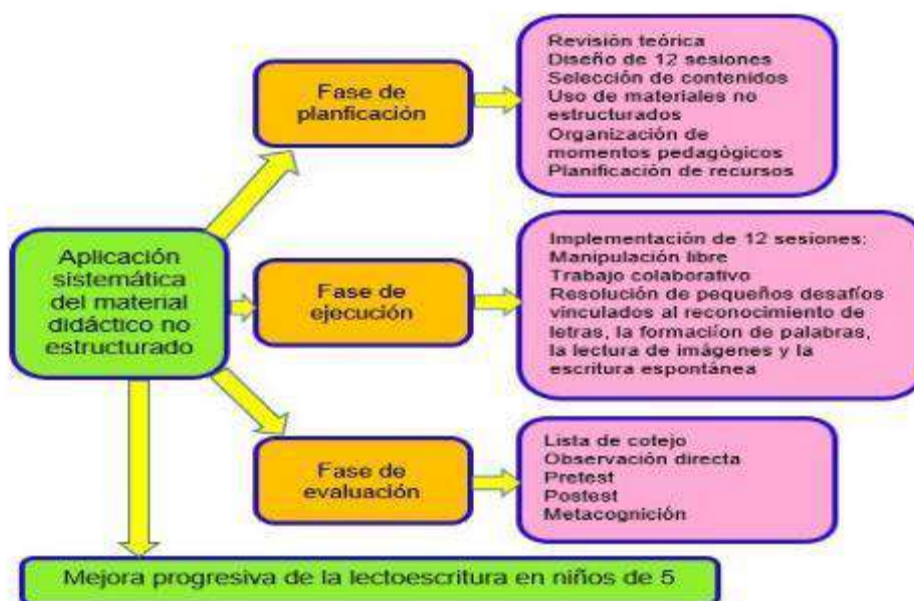 Aplicación
sistemática
del material
didáctico no
estructurado
Fase de
planficación
Revisión teórica
Diseño de 12 sesiones
Selección de contenidos
Uso de materiales no
estructurados
Organización de
momentos pedagógicos
Planificación de recursos
Fase de
ejecución
Implementación de 12 sesiones:
Manipulación libre
Trabajo colaborativo
Resolución de pequeños desafíos
vinculados al reconocimiento de
letras, la formaciíon de palabras,
la lectura de imágenes y la
escritura espontánea
Fase de
evaluación
Lista de cotejo
Observación directa
Pretest
Postest
Metacognición
Mejora progresiva de la lectoescritura en niños de 5